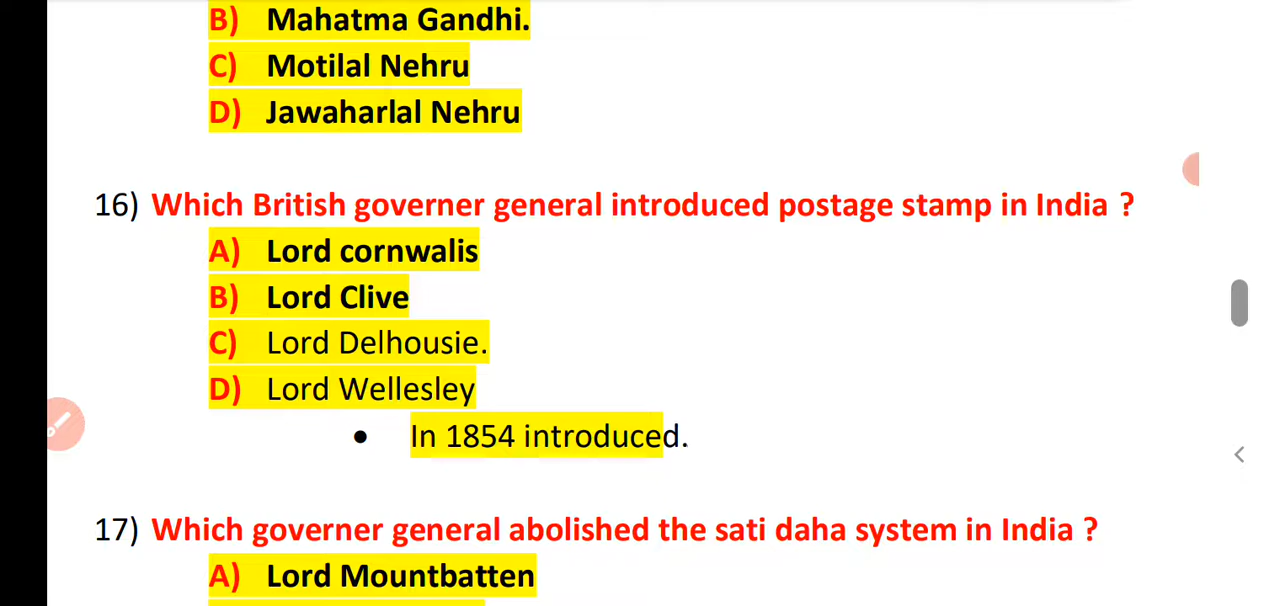 B) Mahatma Gandhi.
C) Motilal Nehru
D) Jawaharlal Nehru
16) Which British governer general introduced postage stamp in India ?
A) Lord cornwalis
B) Lord Clive
C) Lord Delhousie.
D) Lord Wellesley
• In 1854 introduced.
17) Which governer general abolished the sati daha system in India ?
A) Lord Mountbatten